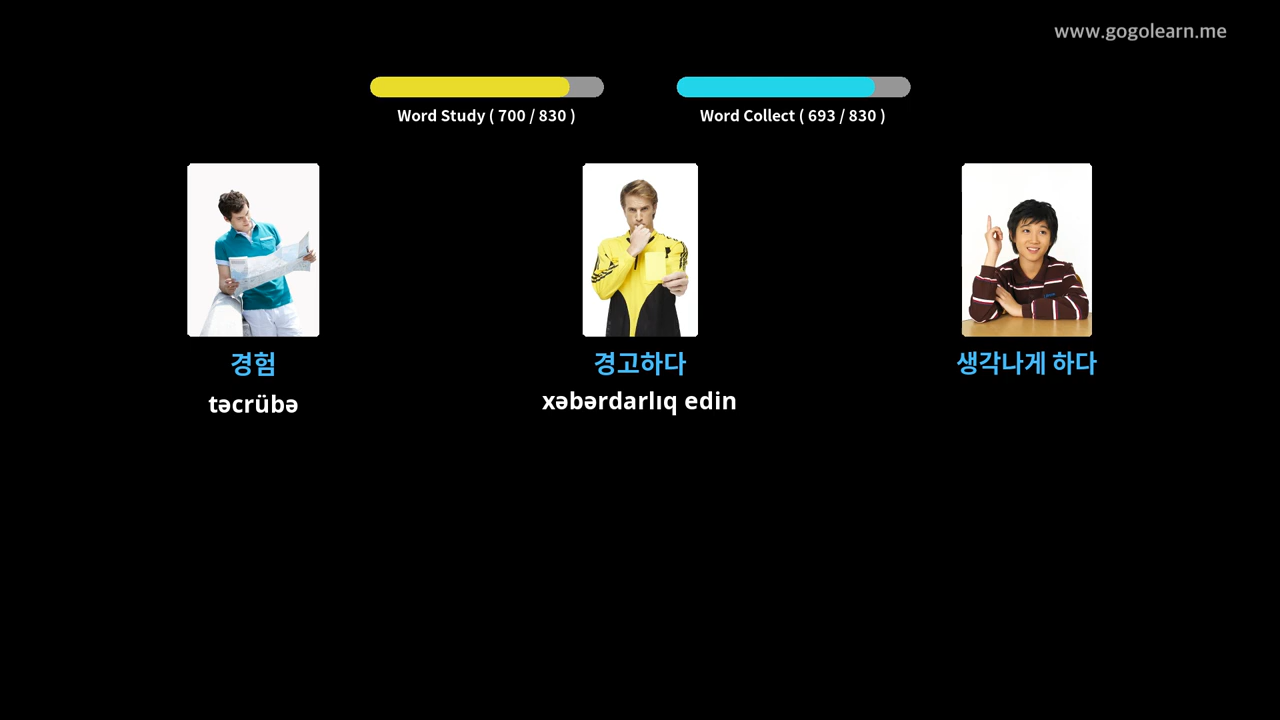 www.gogolearn.me
Word Study ( 700 / 830 )
Word Collect ( 693 / 830 )
경험
경고하다
생각나게 하다
təcrübə
xəbərdarlıq edin